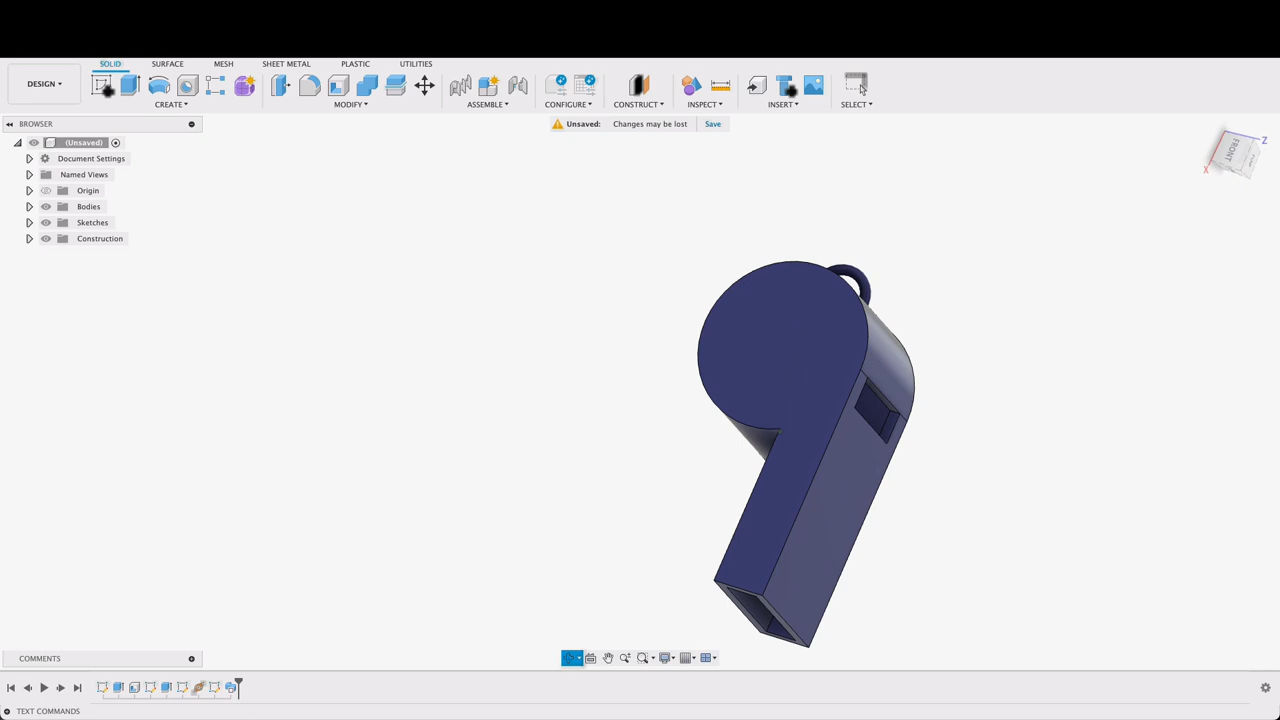 SOLID SURFACE MESH SHEET METAL PLASTIC UTILITIES
DESIGN
CREATE MODIFY ASSEMBLE CONFIGURE CONSTRUCT INSPECT INSERT SELECT
BROWSER
Unsaved: Changes may be lost Save
(Unsaved)
Document Settings
Named Views
Origin
Bodies
Sketches
Construction
Z
FRONT
X
COMMENTS
TEXT COMMANDS